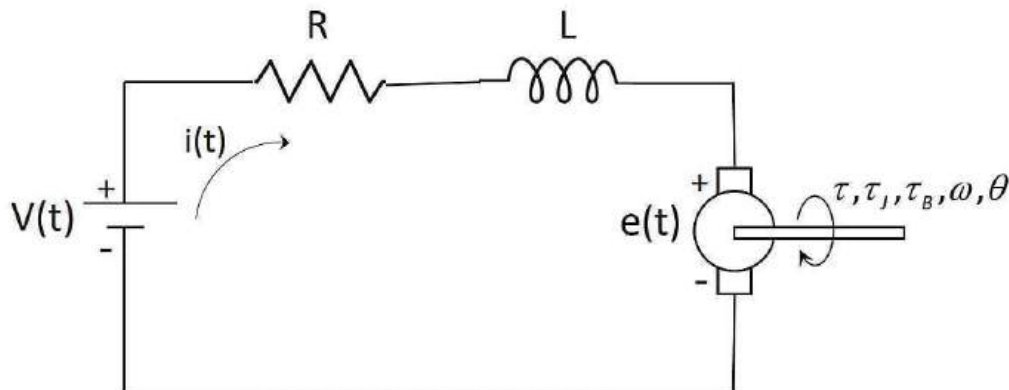 R
L
i(t)
+
V(t)
-
+
e(t)
-
τ,τ_J,τ_B,ω,θ